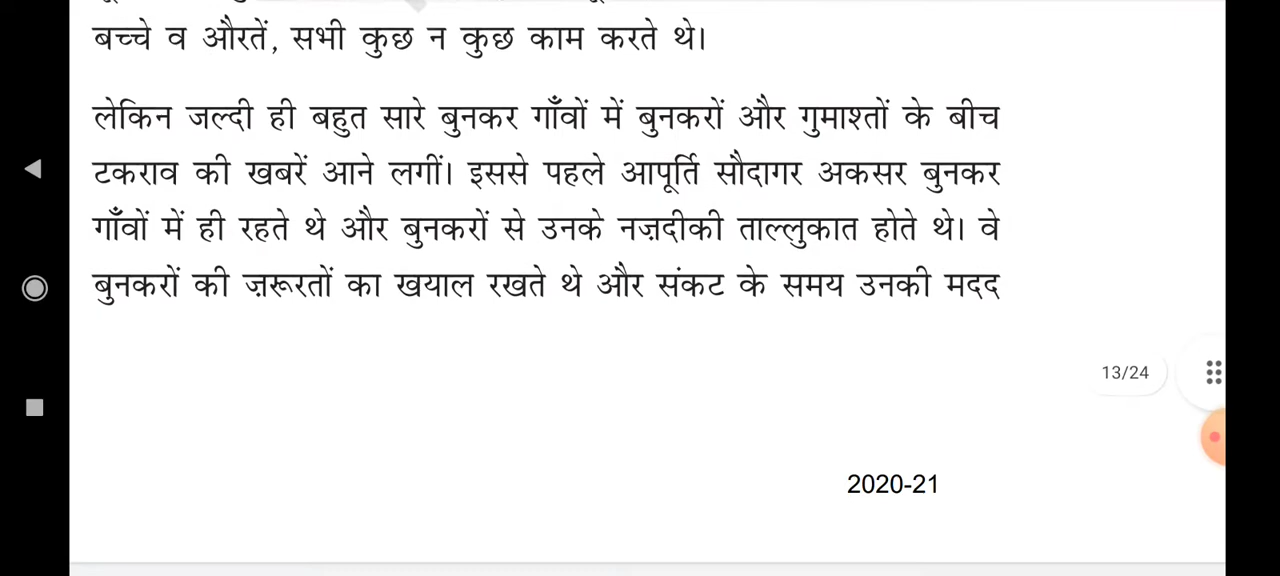 बच्चे व औरतें, सभी कुछ न कुछ काम करते थे।
लेकिन जल्दी ही बहुत सारे बुनकर गाँवों में बुनकरों और गुमाश्तों के बीच
टकराव की खबरें आने लगीं। इससे पहले आपूर्ति सौदागर अकसर बुनकर
गाँवों में ही रहते थे और बुनकरों से उनके नज़दीकी ताल्लुकात होते थे। वे
बुनकरों की ज़रूरतों का खयाल रखते थे और संकट के समय उनकी मदद
13/24
2020-21